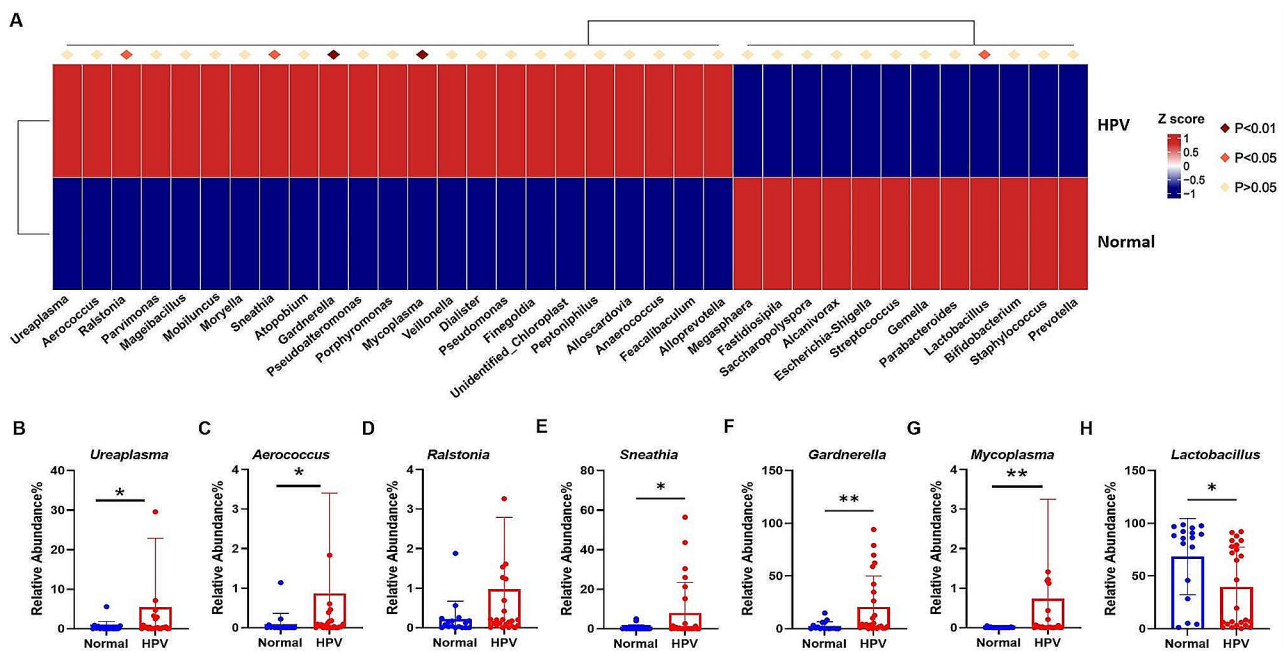 A
HPV
Normal
Z score
1
0.5
0
−0.5
−1
P<0.01
P<0.05
P>0.05
Ureaplasma
Aerococcus
Ralstonia
Parvimonas
Mageibacillus
Mobiluncus
Moryella
Sneathia
Atopobium
Gardnerella
Pseudoalteromonas
Porphyromonas
Mycoplasma
Veillonella
Dialister
Pseudomonas
Finegoldia
Unidentified_Chloroplast
Peptoniphilus
Alloscardovia
Anaerococcus
Feacalibaculum
Alloprevotella
Megasphaera
Fastidiosipila
Saccharopolyspora
Alcanivorax
Escherichia-Shigella
Streptococcus
Gemella
Parabacteroides
Lactobacillus
Bifidobacterium
Staphylococcus
Prevotella
B
Ureaplasma
Relative Abundance%
40
30
20
10
0
*
Normal HPV
C
Aerococcus
Relative Abundance%
4
3
2
1
0
*
Normal HPV
D
Ralstonia
Relative Abundance%
4
3
2
1
0
Normal HPV
E
Sneathia
Relative Abundance%
80
60
40
20
0
*
Normal HPV
F
Gardnerella
Relative Abundance%
150
100
50
0
**
Normal HPV
G
Mycoplasma
Relative Abundance%
4
3
2
1
0
**
Normal HPV
H
Lactobacillus
Relative Abundance%
150
100
50
0
*
Normal HPV